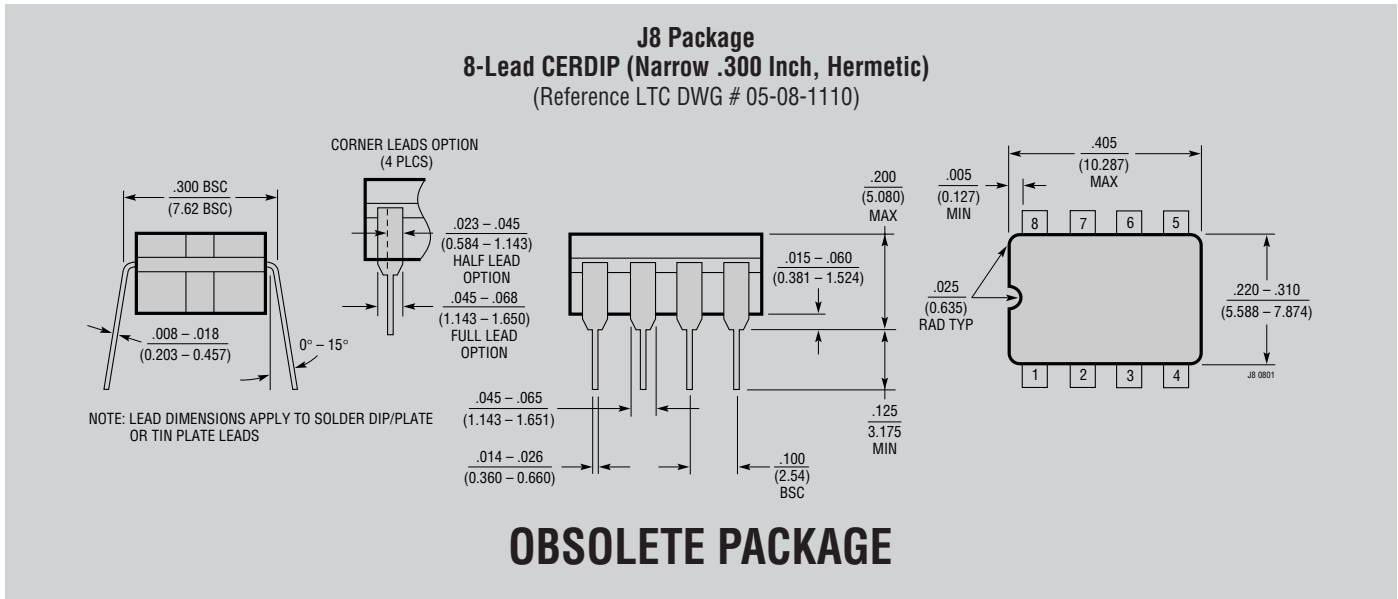 J8 Package
8-Lead CERDIP (Narrow .300 Inch, Hermetic)
(Reference LTC DWG # 05-08-1110)
CORNER LEADS OPTION
(4 PLCS)
.300 BSC
(7.62 BSC)
.008 – .018
(0.203 – 0.457)
0° – 15°
NOTE: LEAD DIMENSIONS APPLY TO SOLDER DIP/PLATE
OR TIN PLATE LEADS
.023 – .045
(0.584 – 1.143)
HALF LEAD
OPTION
.045 – .068
(1.143 – 1.650)
FULL LEAD
OPTION
.200
(5.080)
MAX
.015 – .060
(0.381 – 1.524)
.045 – .065
(1.143 – 1.651)
.014 – .026
(0.360 – 0.660)
.100
(2.54)
BSC
.125
3.175
MIN
.005
(0.127)
MIN
.405
(10.287)
MAX
8 7 6 5
.025
(0.635)
RAD TYP
.220 – .310
(5.588 – 7.874)
1 2 3 4
J8 0801
OBSOLETE PACKAGE